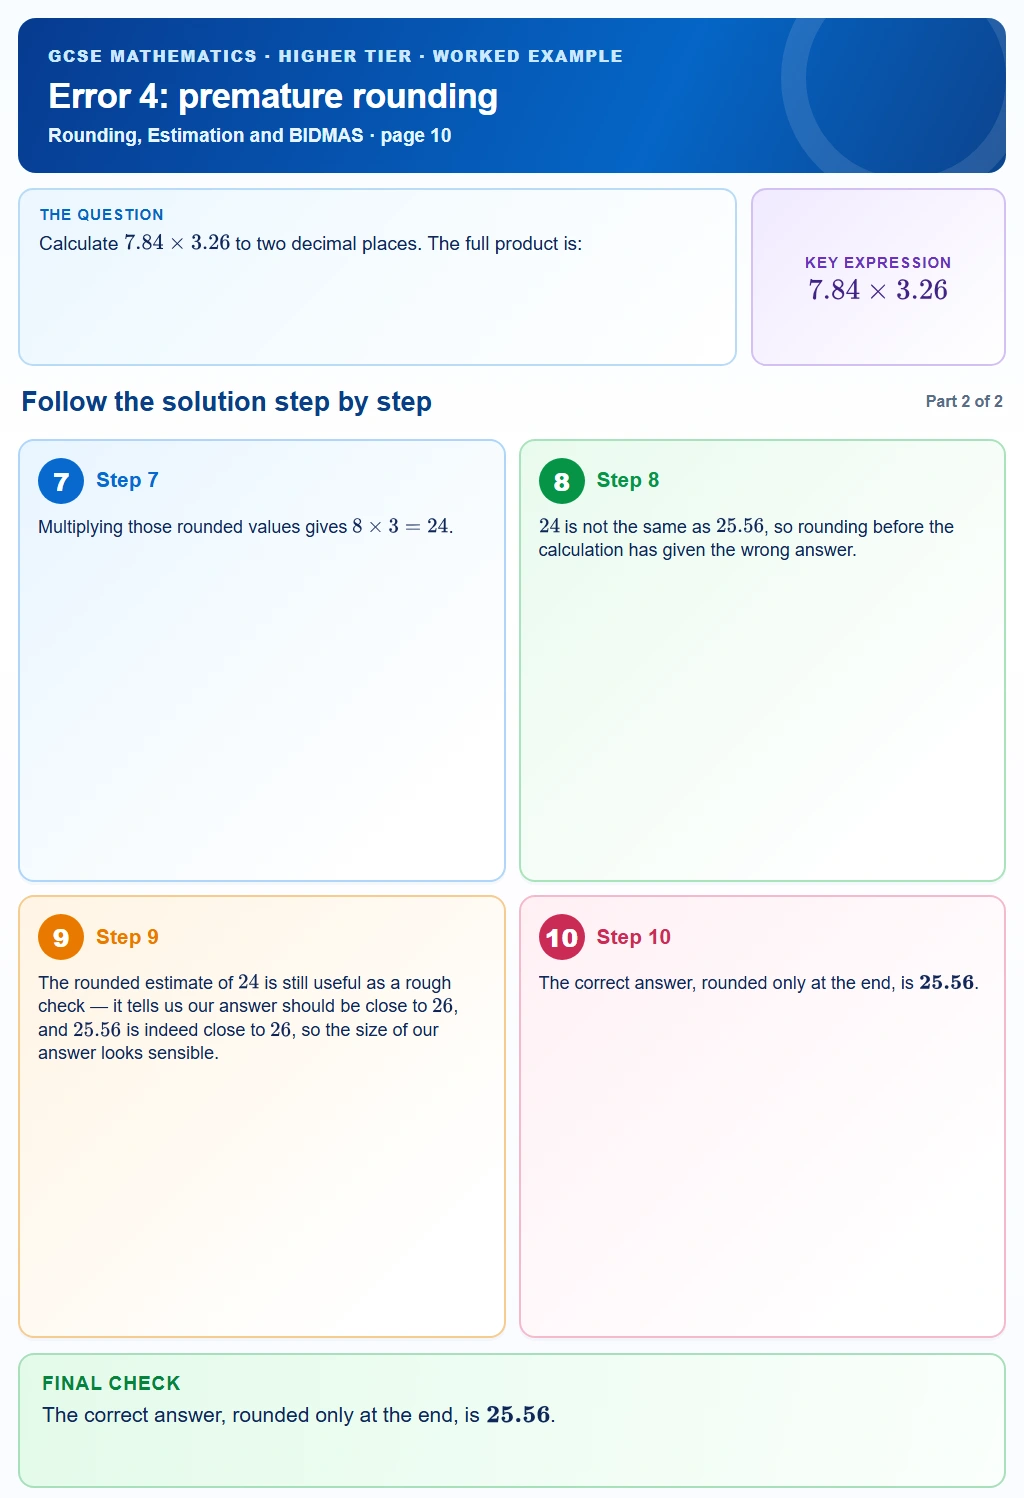 GCSE MATHEMATICS · HIGHER TIER · WORKED EXAMPLE
Error 4: premature rounding
Rounding, Estimation and BIDMAS · page 10
THE QUESTION
Calculate 7.84 × 3.26 to two decimal places. The full product is:
KEY EXPRESSION
7.84 × 3.26
Follow the solution step by step
Part 2 of 2
7 Step 7
Multiplying those rounded values gives 8 × 3 = 24.
8 Step 8
24 is not the same as 25.56, so rounding before the
calculation has given the wrong answer.
9 Step 9
The rounded estimate of 24 is still useful as a rough
check — it tells us our answer should be close to 26,
and 25.56 is indeed close to 26, so the size of our
answer looks sensible.
10 Step 10
The correct answer, rounded only at the end, is 25.56.
FINAL CHECK
The correct answer, rounded only at the end, is 25.56.